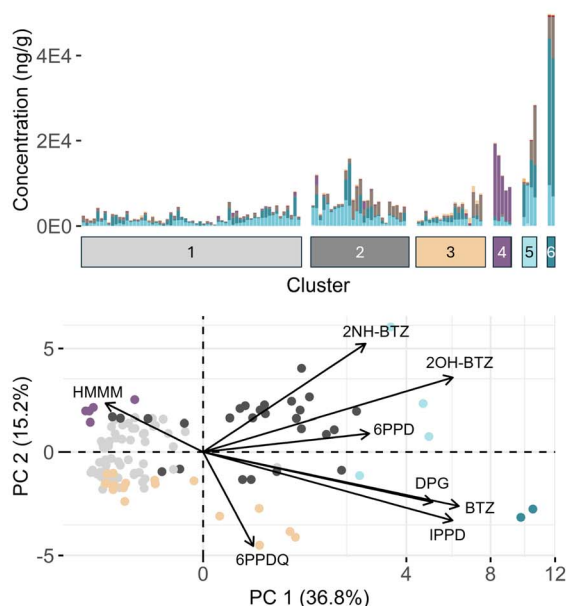 Concentration (ng/g)
4E4
2E4
0E0
1 2 3 4 5 6
Cluster
PC 2 (15.2%)
5
0
-5
2NH-BTZ
2OH-BTZ
HMMM
6PPD
DPG
BTZ
IPPD
6PPDQ
0 4 8 12
PC 1 (36.8%)